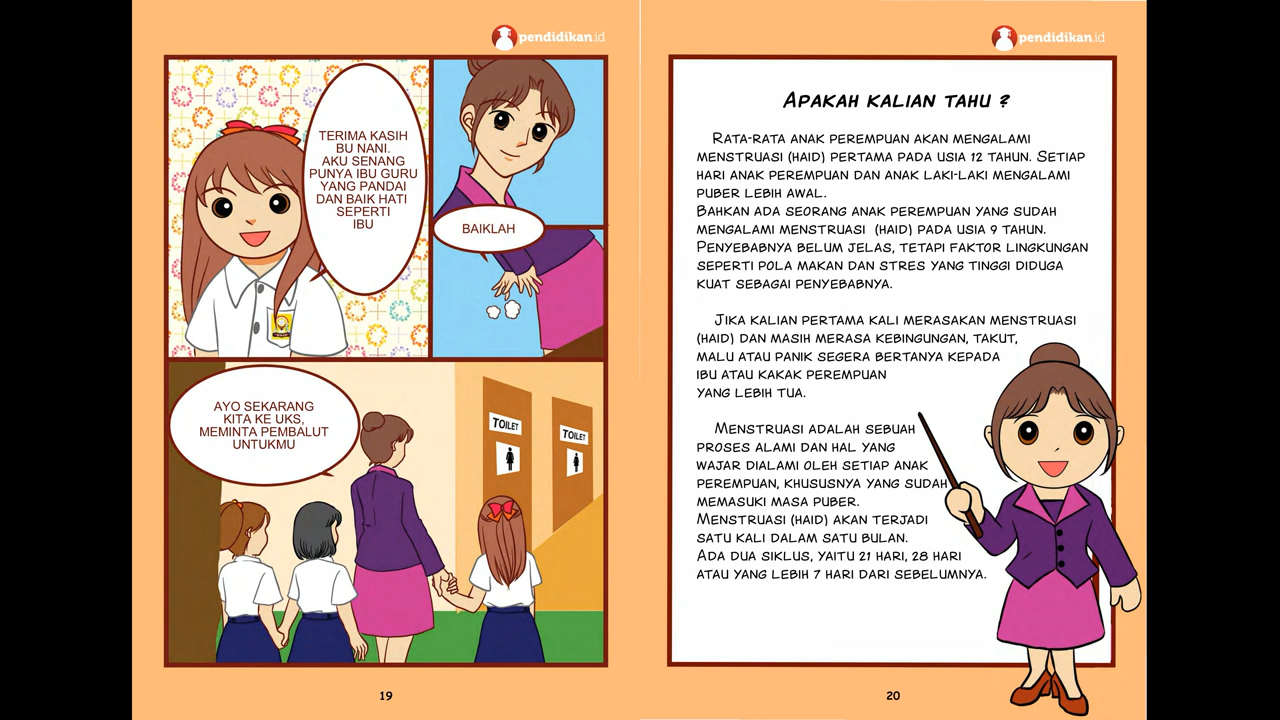 pendidikan.id
TERIMA KASIH
BU NANI.
AKU SENANG
PUNYA IBU GURU
YANG PANDAI
DAN BAIK HATI
SEPERTI
IBU
BAIKLAH
AYO SEKARANG
KITA KE UKS,
MEMINTA PEMBALUT
UNTUKMU
TOILET
TOILET
19
pendidikan.id
APAKAH KALIAN TAHU ?
RATA-RATA ANAK PEREMPUAN AKAN MENGALAMI
MENSTRUASI (HAID) PERTAMA PADA USIA 12 TAHUN. SETIAP
HARI ANAK PEREMPUAN DAN ANAK LAKI-LAKI MENGALAMI
PUBER LEBIH AWAL.
BAHKAN ADA SEORANG ANAK PEREMPUAN YANG SUDAH
MENGALAMI MENSTRUASI (HAID) PADA USIA 9 TAHUN.
PENYEBABNYA BELUM JELAS, TETAPI FAKTOR LINGKUNGAN
SEPERTI POLA MAKAN DAN STRES YANG TINGGI DIDUGA
KUAT SEBAGAI PENYEBABNYA.
JIKA KALIAN PERTAMA KALI MERASAKAN MENSTRUASI
(HAID) DAN MASIH MERASA KEBINGUNGAN, TAKUT,
MALU ATAU PANIK SEGERA BERTANYA KEPADA
IBU ATAU KAKAK PEREMPUAN
YANG LEBIH TUA.
MENSTRUASI ADALAH SEBUAH
PROSES ALAMI DAN HAL YANG
WAJAR DIALAMI OLEH SETIAP ANAK
PEREMPUAN, KHUSUSNYA YANG SUDAH
MEMASUKI MASA PUBER.
MENSTRUASI (HAID) AKAN TERJADI
SATU KALI DALAM SATU BULAN.
ADA DUA SIKLUS, YAITU 21 HARI, 28 HARI
ATAU YANG LEBIH 7 HARI DARI SEBELUMNYA.
20